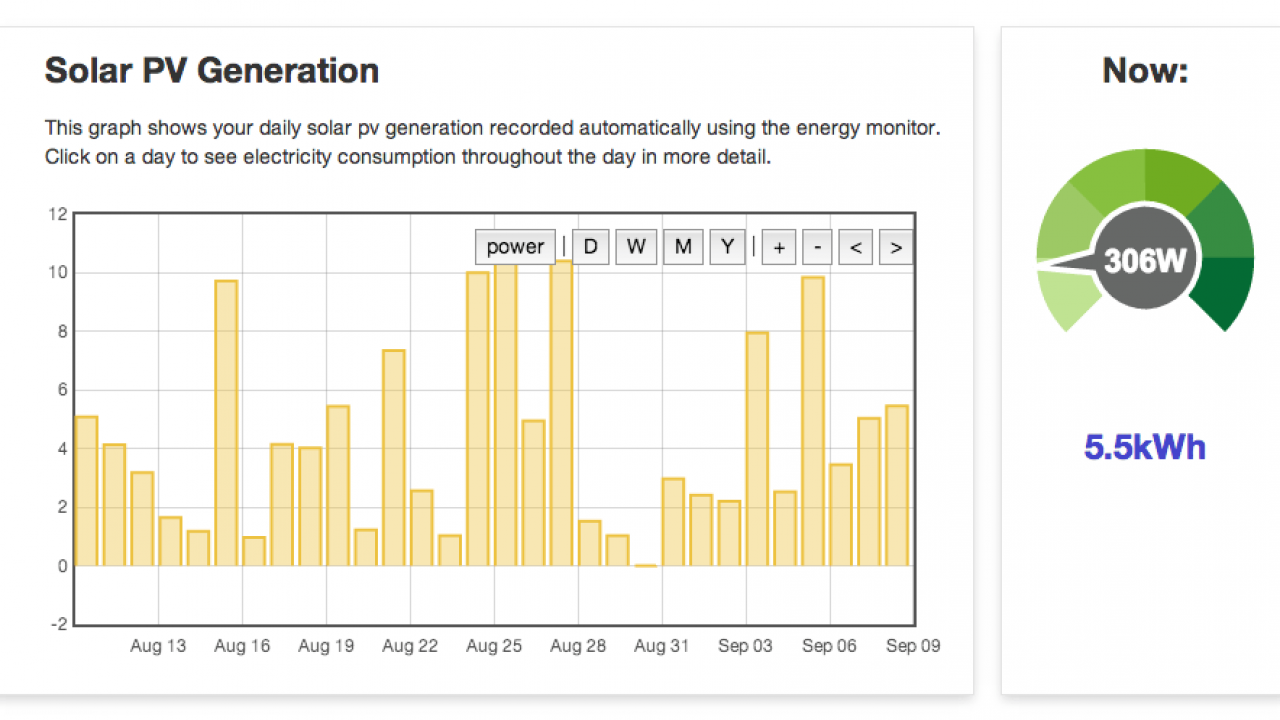 Solar PV Generation
This graph shows your daily solar pv generation recorded automatically using the energy monitor.
Click on a day to see electricity consumption throughout the day in more detail.
power | D W M Y | + - < >
12
10
8
6
4
2
0
-2
Aug 13 Aug 16 Aug 19 Aug 22 Aug 25 Aug 28 Aug 31 Sep 03 Sep 06 Sep 09
Now:
306W
5.5kWh